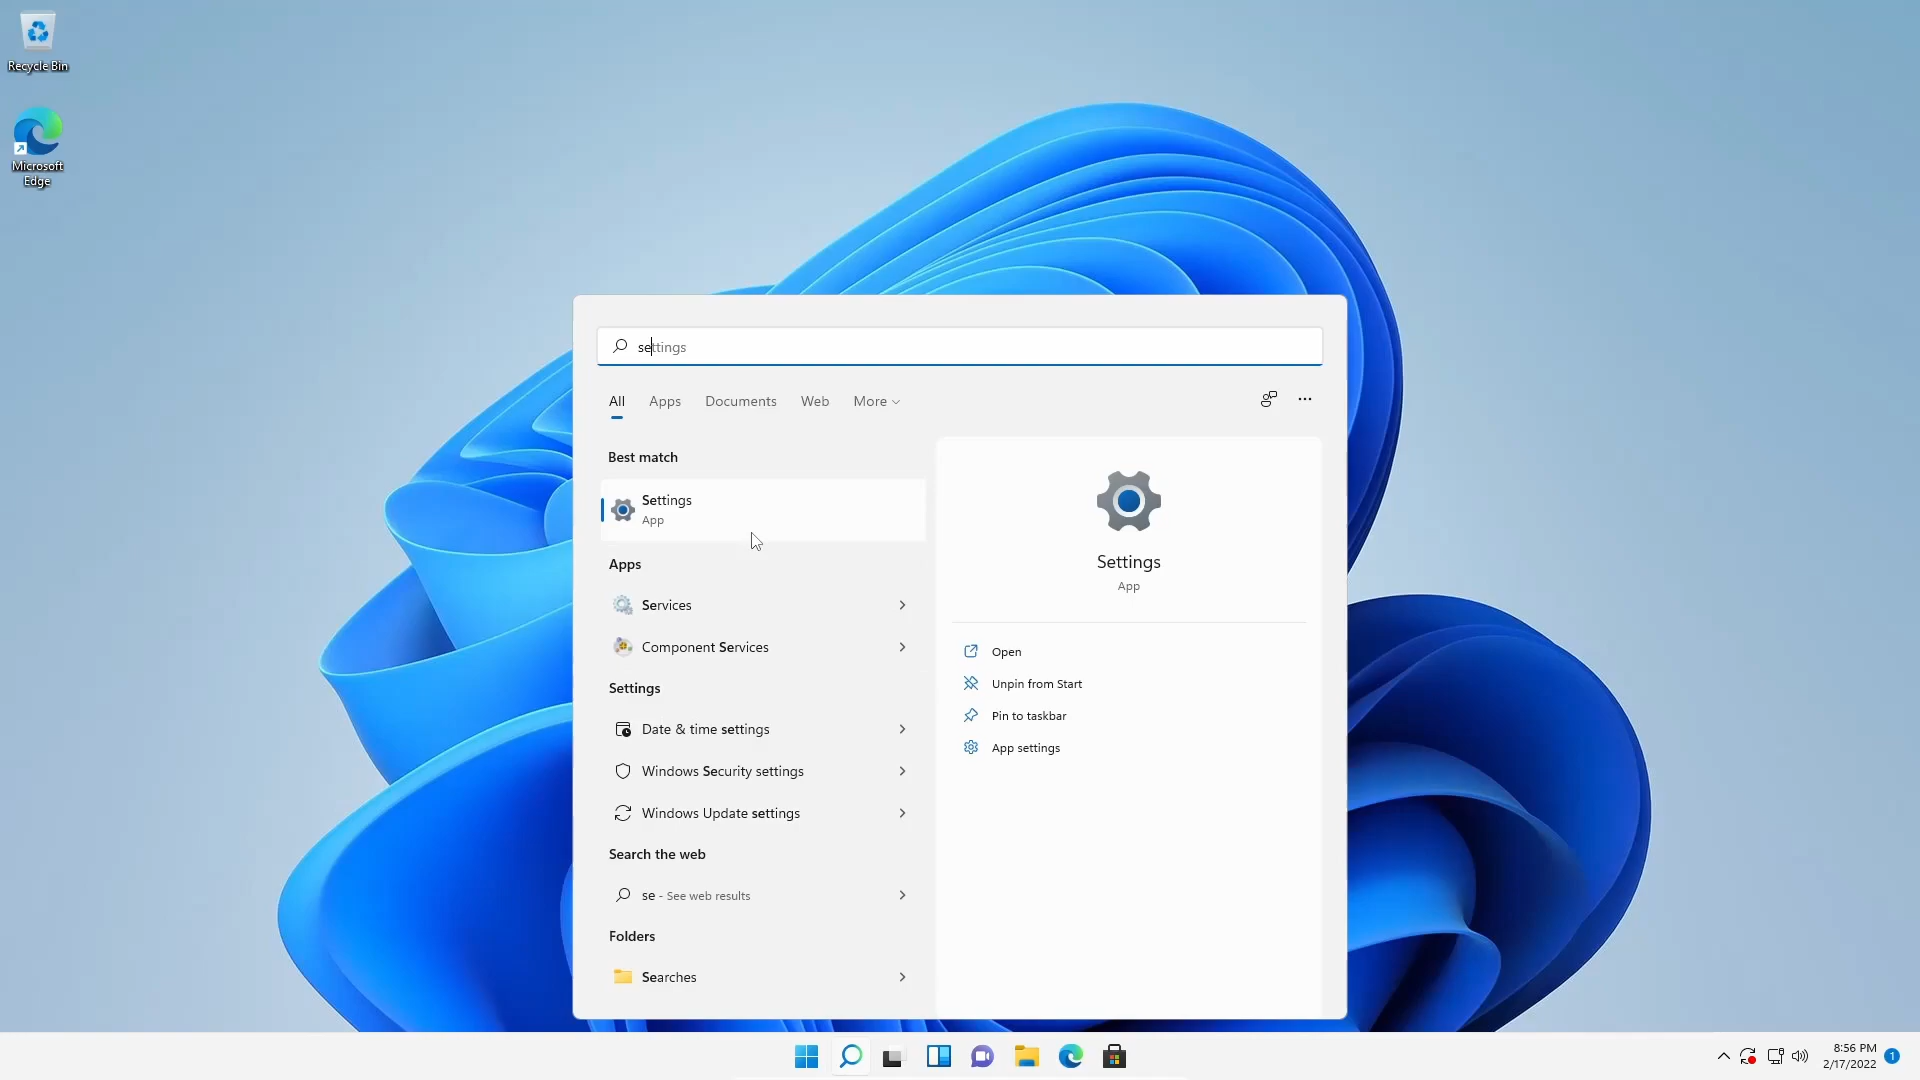 Recycle Bin
Microsoft
Edge
settings
All Apps Documents Web More
Best match
Settings
App
Apps
Services
Component Services
Settings
Date & time settings
Windows Security settings
Windows Update settings
Search the web
se - See web results
Folders
Searches
Settings
App
Open
Unpin from Start
Pin to taskbar
App settings
8:56 PM
2/17/2022
1